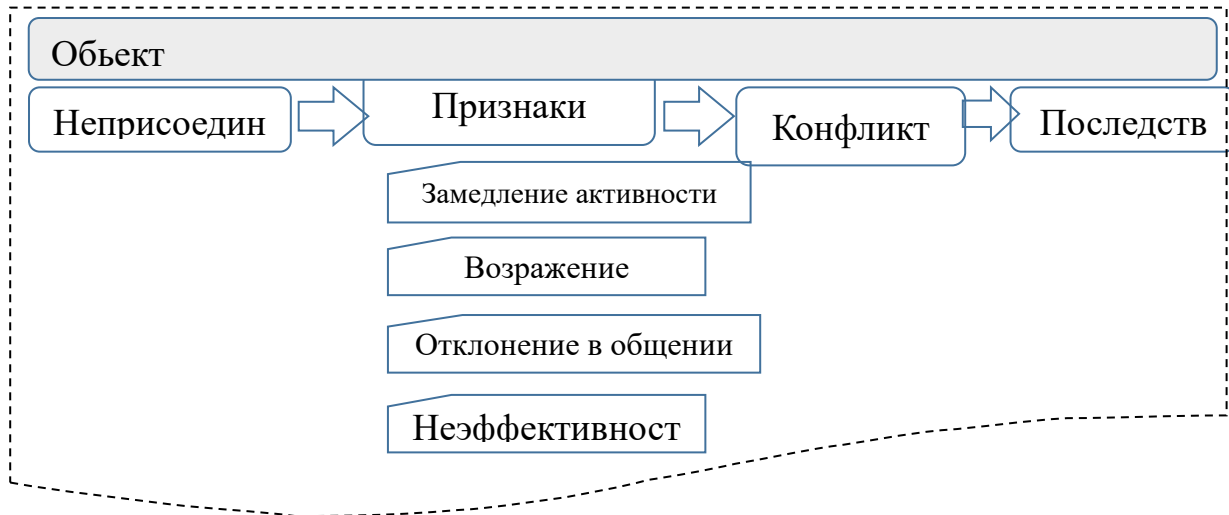 Обьект
Неприсоедин
Признаки
Конфликт
Последств
Замедление активности
Возражение
Отклонение в общении
Неэффективност